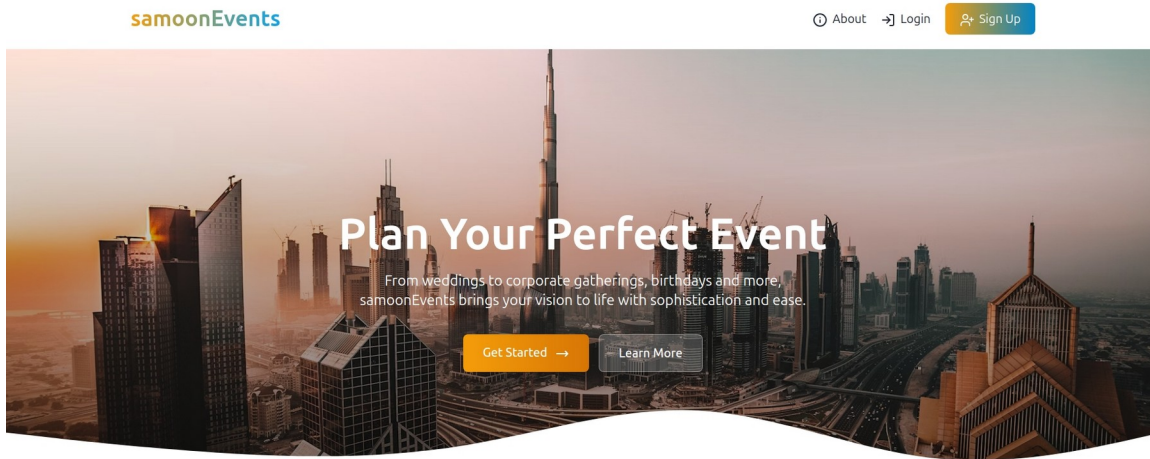 samoonEvents
About
Login
Sign Up
Plan Your Perfect Event
From weddings to corporate gatherings, birthdays and more,
samoonEvents brings your vision to life with sophistication and ease.
Get Started →
Learn More